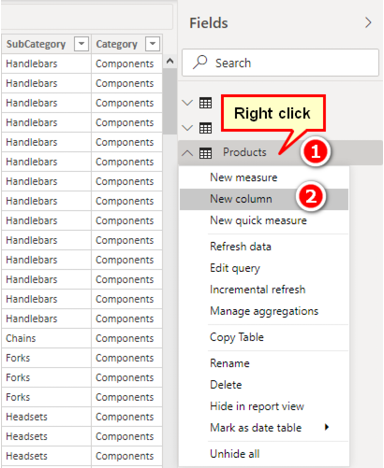 SubCategory Category
Handlebars Components
Handlebars Components
Handlebars Components
Handlebars Components
Handlebars Components
Handlebars Components
Handlebars Components
Handlebars Components
Handlebars Components
Handlebars Components
Handlebars Components
Handlebars Components
Handlebars Components
Handlebars Components
Chains Components
Forks Components
Forks Components
Forks Components
Headsets Components
Headsets Components
Headsets Components
Fields
Search
Right click
Products 1
New measure
New column 2
New quick measure
Refresh data
Edit query
Incremental refresh
Manage aggregations
Copy Table
Rename
Delete
Hide in report view
Mark as date table
Unhide all